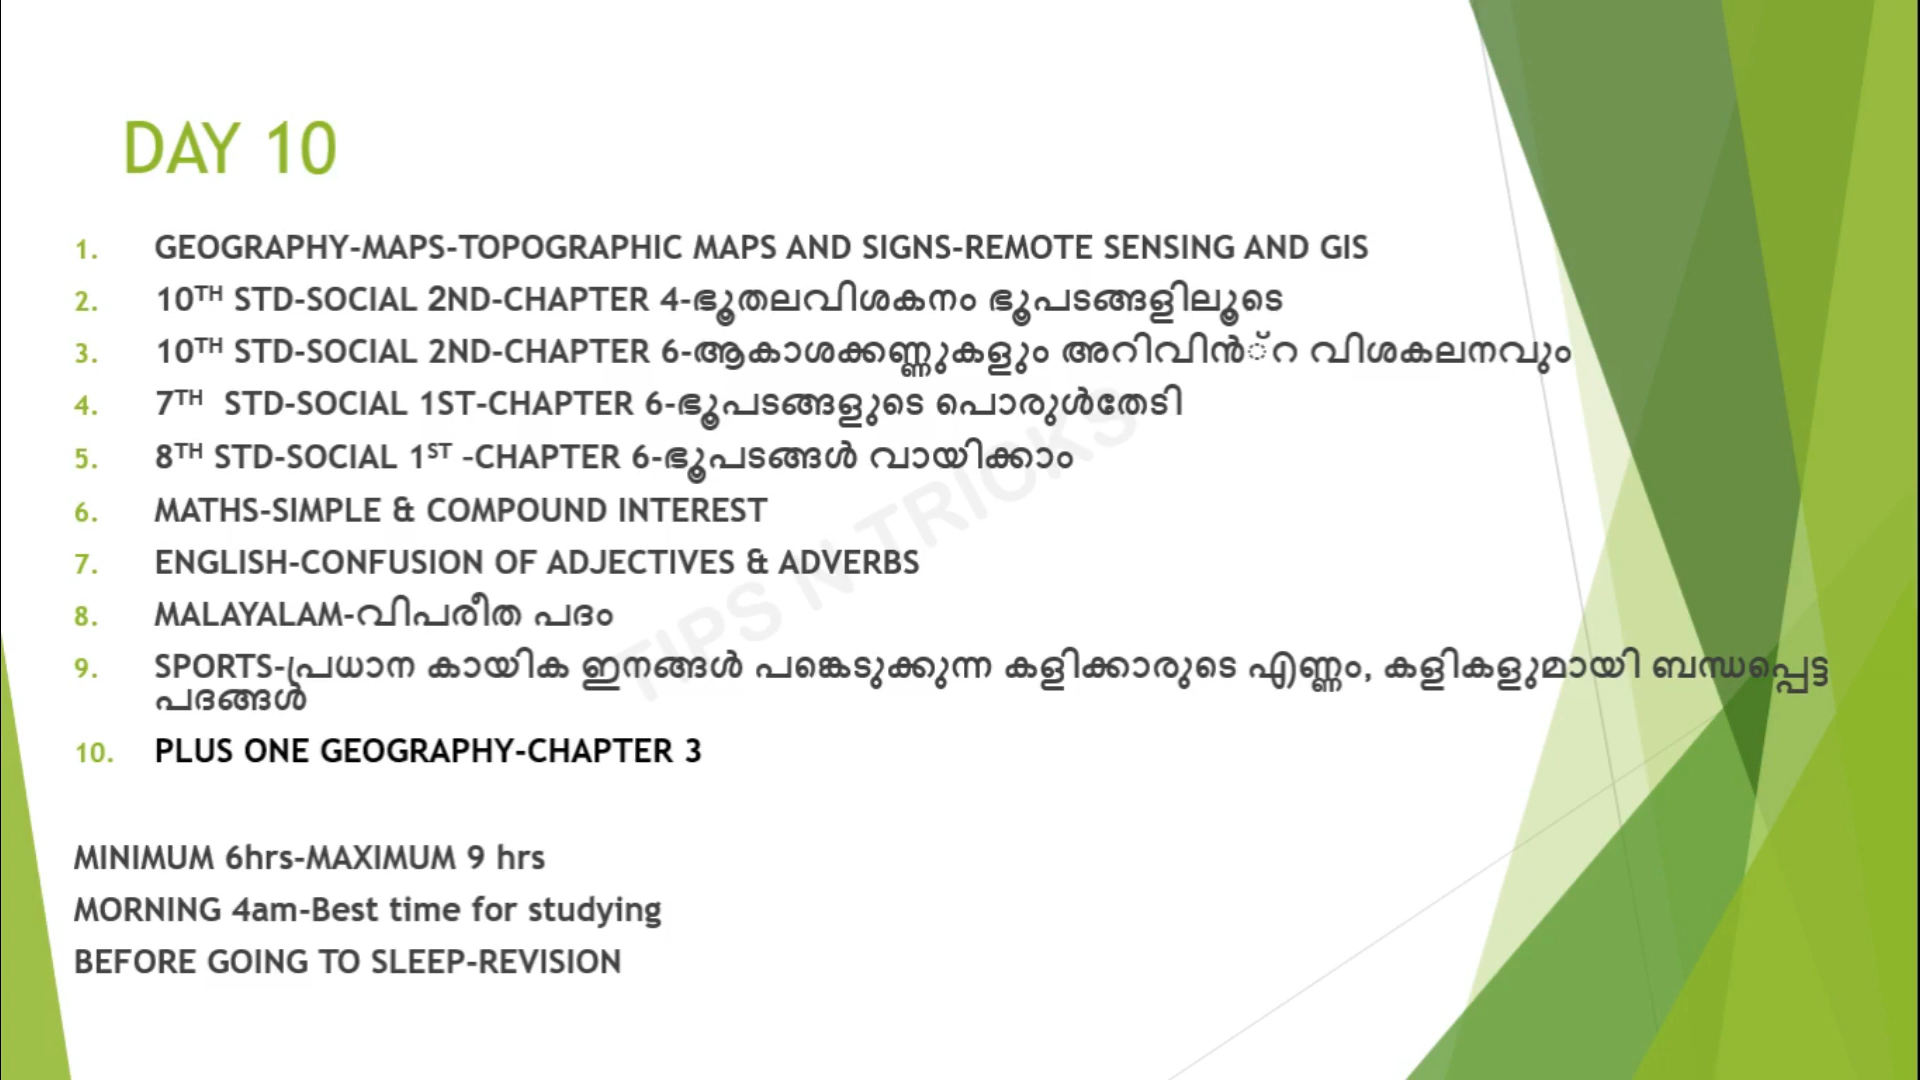 DAY 10
1. GEOGRAPHY-MAPS-TOPOGRAPHIC MAPS AND SIGNS-REMOTE SENSING AND GIS
2. 10TH STD-SOCIAL 2ND-CHAPTER 4-ഭൂതലവിശകനം ഭൂപടങ്ങളിലൂടെ
3. 10TH STD-SOCIAL 2ND-CHAPTER 6-ആകാശക്കണ്ണുകളും അറിവിൻ്റ വിശകലനവും
4. 7TH STD-SOCIAL 1ST-CHAPTER 6-ഭൂപടങ്ങളുടെ പൊരുൾതേടി
5. 8TH STD-SOCIAL 1ST -CHAPTER 6-ഭൂപടങ്ങൾ വായിക്കാം
6. MATHS-SIMPLE & COMPOUND INTEREST
7. ENGLISH-CONFUSION OF ADJECTIVES & ADVERBS
8. MALAYALAM-വിപരീത പദം
9. SPORTS-പ്രധാന കായിക ഇനങ്ങൾ പങ്കെടുക്കുന്ന കളിക്കാരുടെ എണ്ണം, കളികളുമായി ബന്ധപ്പെട്ട
പദങ്ങൾ
10. PLUS ONE GEOGRAPHY-CHAPTER 3
MINIMUM 6hrs-MAXIMUM 9 hrs
MORNING 4am-Best time for studying
BEFORE GOING TO SLEEP-REVISION
TIPS N TRICKS